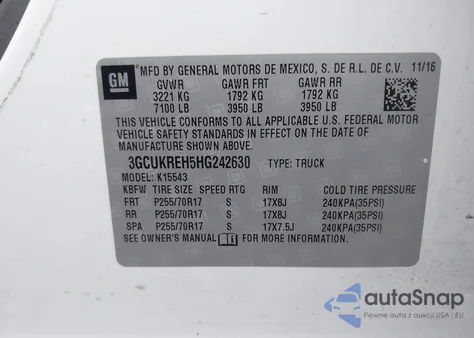 GM
MFD BY GENERAL MOTORS DE MEXICO, S. DE R.L. DE C.V. 11/16
GVWR GAWR FRT GAWR RR
3221 KG 1792 KG 1792 KG
7100 LB 3950 LB 3950 LB
THIS VEHICLE CONFORMS TO ALL APPLICABLE U.S. FEDERAL MOTOR
VEHICLE SAFETY STANDARDS IN EFFECT ON THE DATE OF
MANUFACTURE SHOWN ABOVE.
3GCUKREH5HG242630 TYPE: TRUCK
MODEL: K15543
KBFW TIRE SIZE SPEED RTG RIM COLD TIRE PRESSURE
FRT P255/70R17 S 17X8J 240KPA(35PSI)
RR P255/70R17 S 17X8J 240KPA(35PSI)
SPA P255/70R17 S 17X7.5J 240KPA(35PSI)
SEE OWNER'S MANUAL FOR MORE INFORMATION.
autoSnap
Pewne auta z aukcji USA i EU